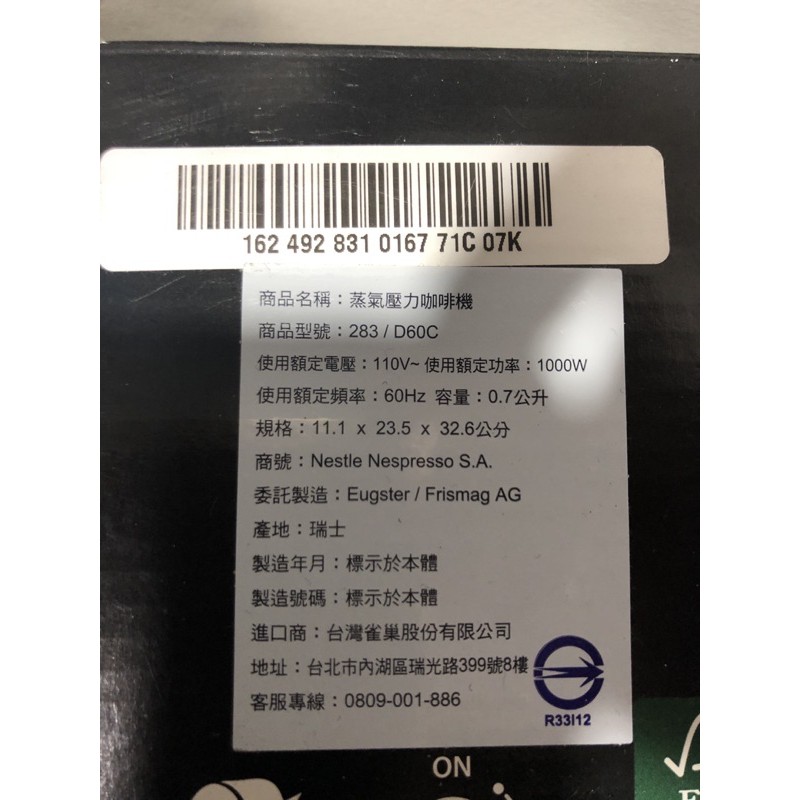 162 492 831 0167 71C 07K
商品名稱：蒸氣壓力咖啡機
商品型號：283 / D60C
使用額定電壓：110V~ 使用額定功率：1000W
使用額定頻率：60Hz 容量：0.7公升
規格：11.1 x 23.5 x 32.6公分
商號：Nestle Nespresso S.A.
委託製造：Eugster / Frismag AG
產地：瑞士
製造年月：標示於本體
製造號碼：標示於本體
進口商：台灣雀巢股份有限公司
地址：台北市內湖區瑞光路399號8樓
客服專線：0809-001-886
R33I12
ON